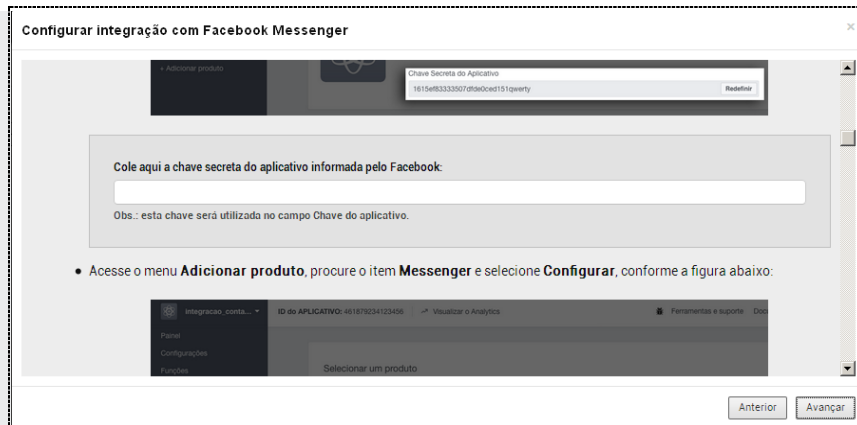 Configurar integração com Facebook Messenger
×
+ Adicionar produto
Chave Secreta do Aplicativo
1615ef83333507dfde0ced151qwerty
Redefinir
Cole aqui a chave secreta do aplicativo informada pelo Facebook:
Obs.: esta chave será utilizada no campo Chave do aplicativo.
• Acesse o menu Adicionar produto, procure o item Messenger e selecione Configurar, conforme a figura abaixo:
integracao_conta...
ID do APLICATIVO: 461879234123456
Visualizar o Analytics
Ferramentas e suporte
Docu
Painel
Configurações
Funções
Selecionar um produto
Anterior
Avançar